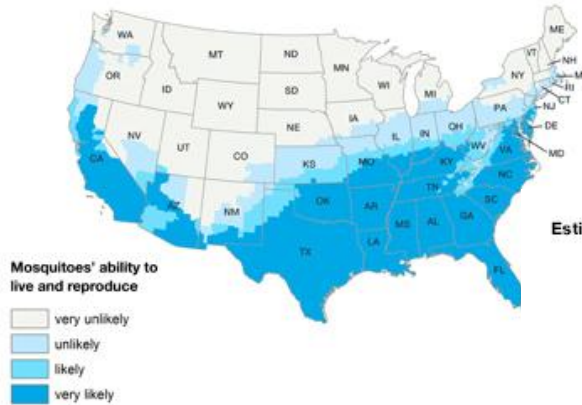 WA
ME
MT
ND
VT
MN
NH
OR
NY
WI
M
ID
SD
MI
RI
WY
CT
IA
PA
NJ
NE
OH
NV
IL
IN
DE
UT
CO
WV
MD
CA
KS
MO
KY
VA
TN
NC
AZ
NM
OK
AR
SC
MS
AL
GA
TX
LA
FL
Esti
Mosquitoes' ability to
live and reproduce
very unlikely
unlikely
likely
very likely